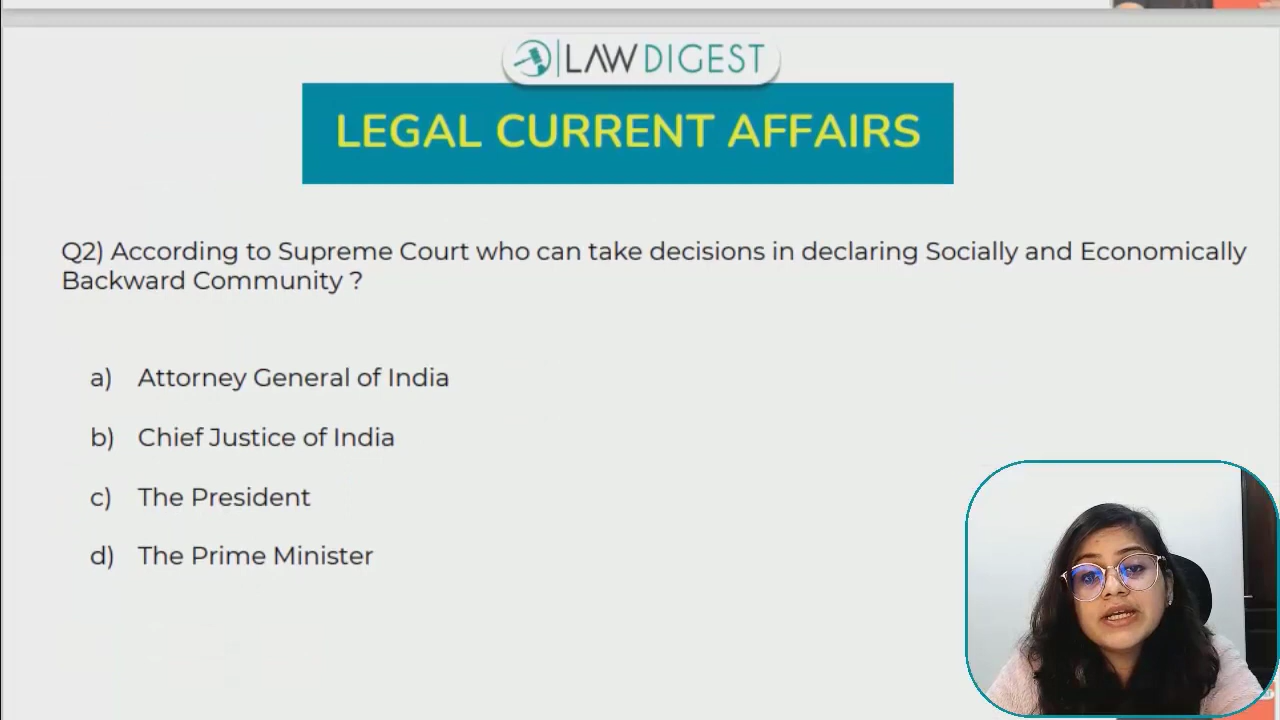 LAW DIGEST
LEGAL CURRENT AFFAIRS
Q2) According to Supreme Court who can take decisions in declaring Socially and Economically
Backward Community ?
a) Attorney General of India
b) Chief Justice of India
c) The President
d) The Prime Minister